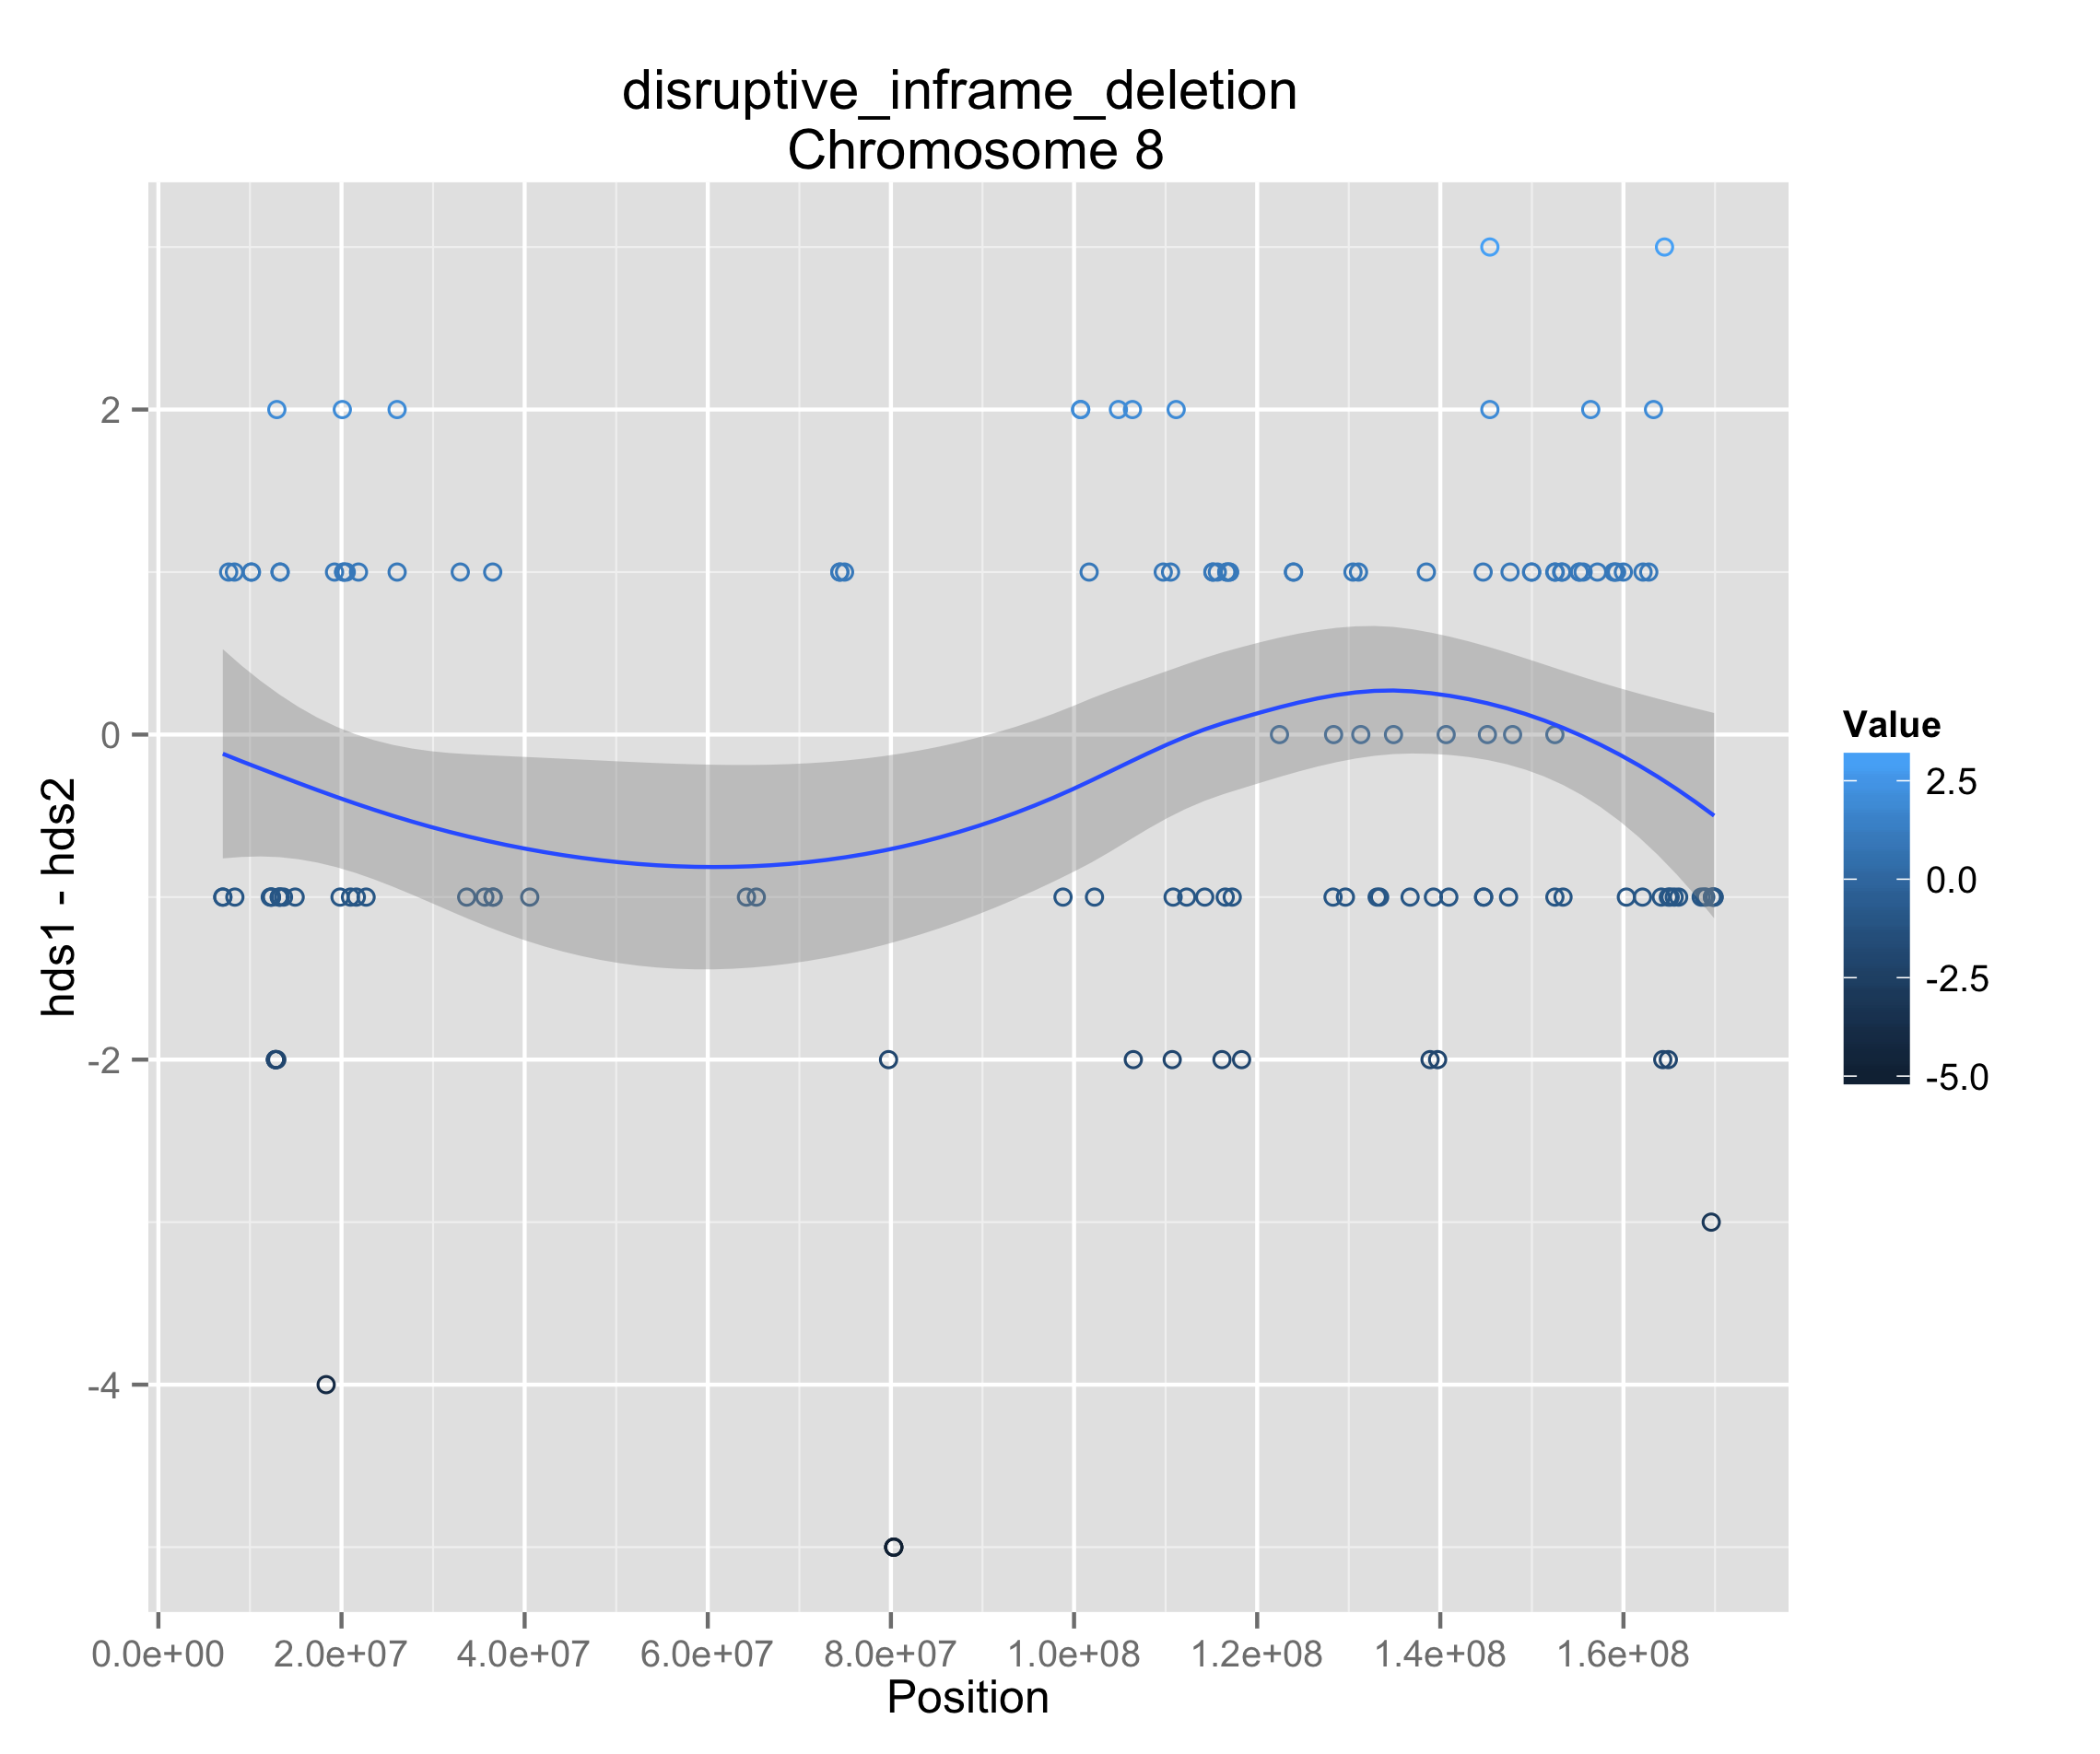 disruptive_inframe_deletion
Chromosome 8
2
0
-2
-4
hds1 - hds2
0.0e+00 2.0e+07 4.0e+07 6.0e+07 8.0e+07 1.0e+08 1.2e+08 1.4e+08 1.6e+08
Position
Value
2.5
0.0
-2.5
-5.0